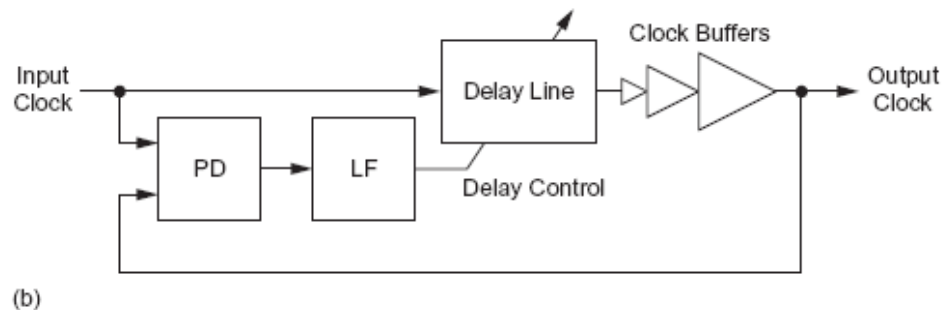 Input
Clock
PD
LF
Delay Line
Delay Control
Clock Buffers
Output
Clock
(b)